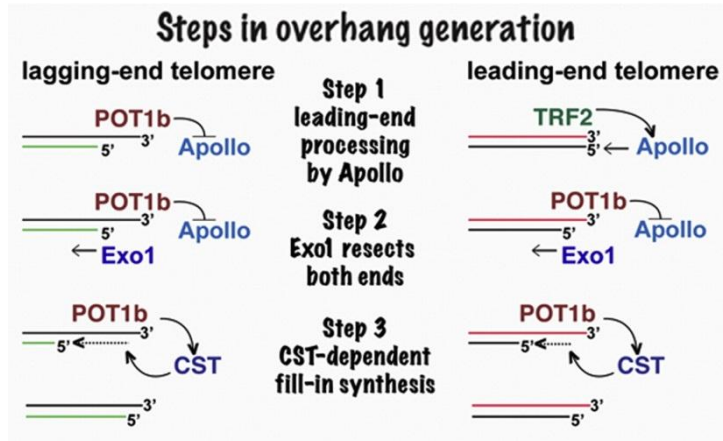 Steps in overhang generation
lagging-end telomere
leading-end telomere
Step 1
leading-end
processing
by Apollo
POT1b
3'
5'
Apollo
TRF2
3'
5'
Apollo
Step 2
Exo1 resects
both ends
POT1b
3'
5'
Apollo
Exo1
POT1b
3'
5'
Apollo
Exo1
Step 3
CST-dependent
fill-in synthesis
POT1b
3'
5'
CST
POT1b
3'
5'
CST
3'
5'
3'
5'